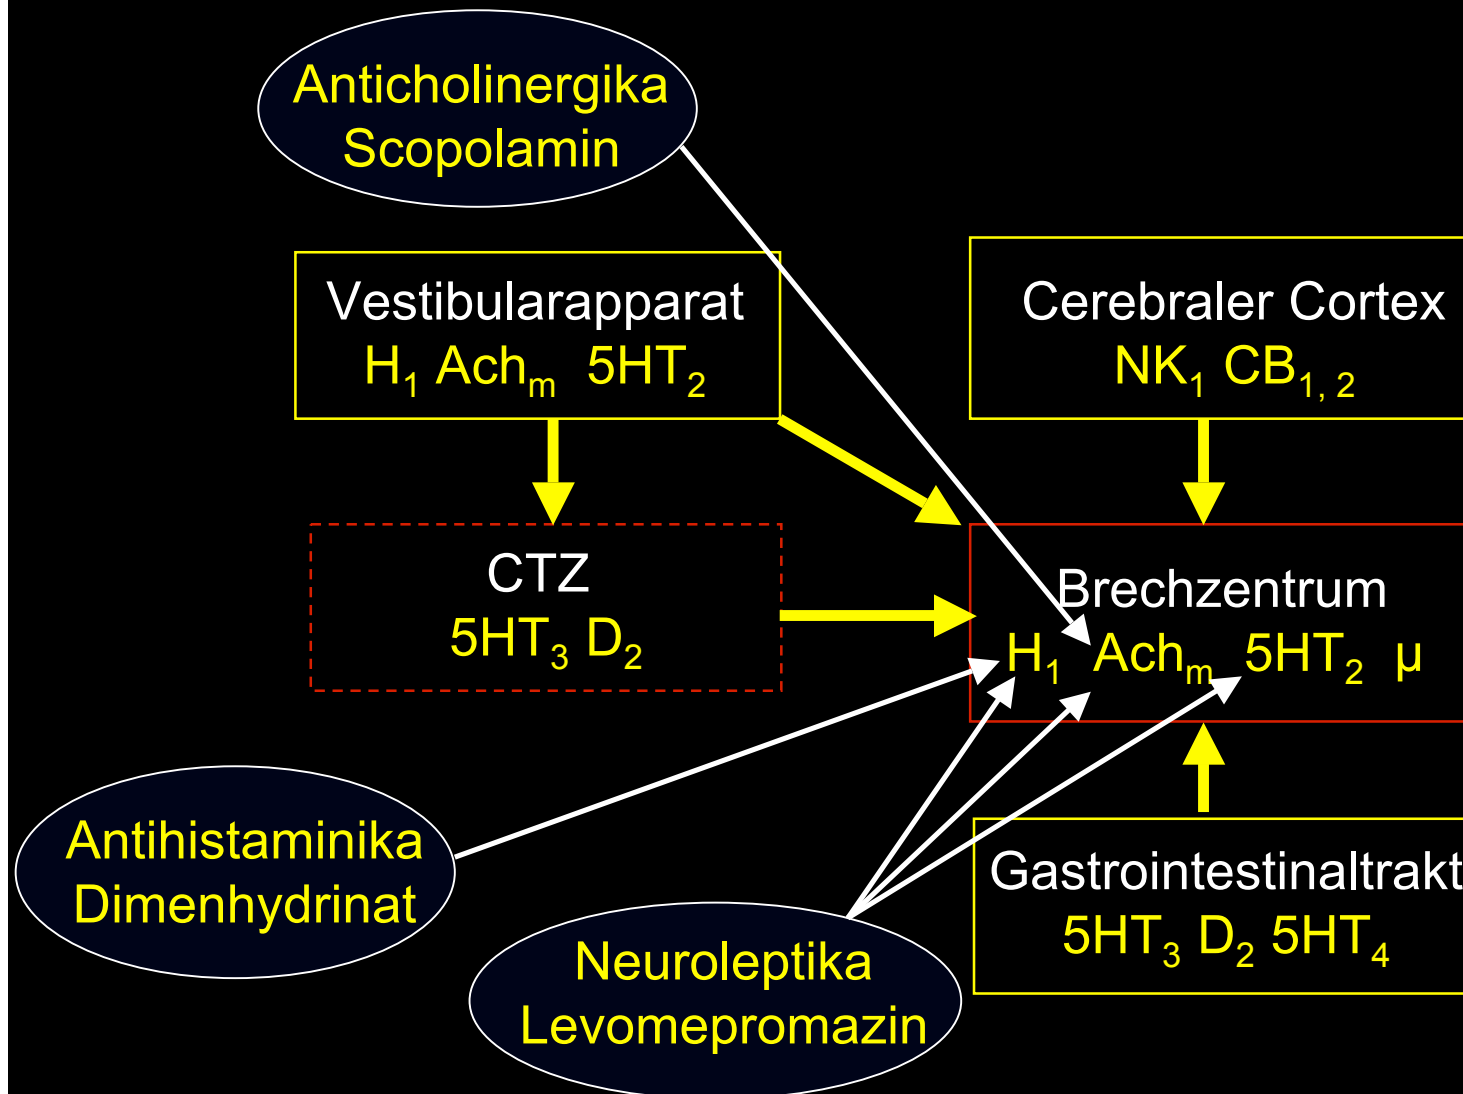 Anticholinergika
Scopolamin
Vestibularapparat
H₁ Achₘ 5HT₂
Cerebraler Cortex
NK₁ CB₁, ₂
CTZ
5HT₃ D₂
Brechzentrum
H₁ Achₘ 5HT₂ µ
Antihistaminika
Dimenhydrinat
Gastrointestinaltrakt
5HT₃ D₂ 5HT₄
Neuroleptika
Levomepromazin